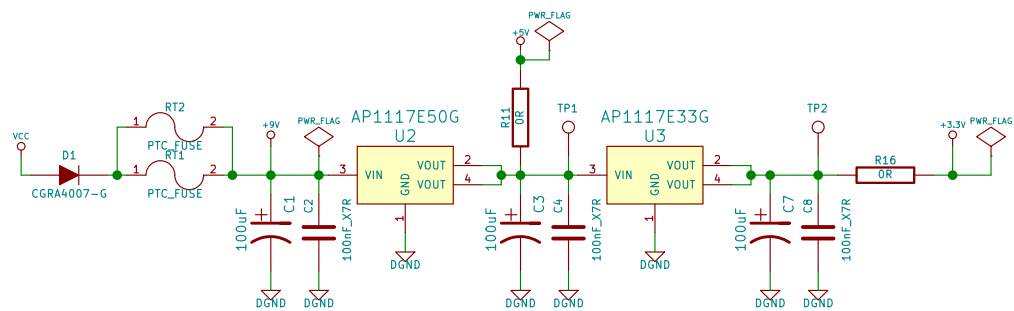 VCC
D1
CGRA4007-G
RT2
1 2
PTC_FUSE
RT1
1 2
PTC_FUSE
+9V
PWR_FLAG
100uF
C1
C2
100nF_X7R
DGND
DGND
AP1117E50G
U2
3
VIN
VOUT
2
VOUT
4
GND
1
DGND
+5V
PWR_FLAG
R11
0R
TP1
100uF
C3
C4
100nF_X7R
DGND
DGND
AP1117E33G
U3
3
VIN
VOUT
2
VOUT
4
GND
1
DGND
TP2
100uF
C7
C8
100nF_X7R
DGND
DGND
R16
0R
+3.3V
PWR_FLAG